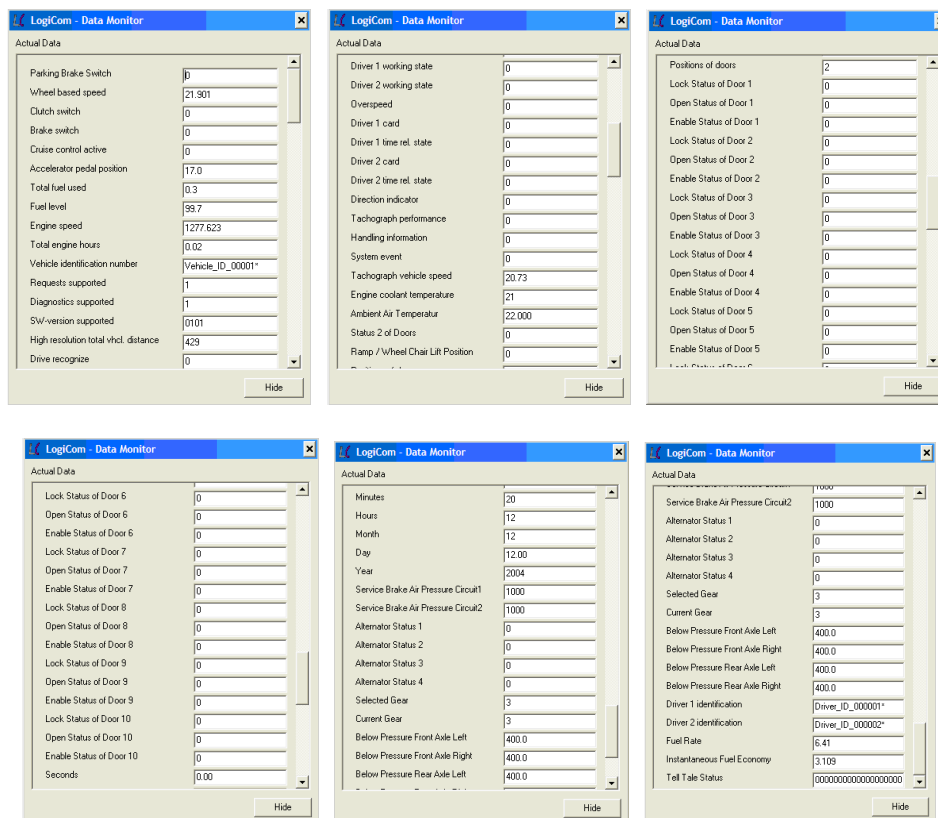 LogiCom - Data Monitor
Actual Data
Parking Brake Switch 0
Wheel based speed 21.901
Clutch switch 0
Brake switch 0
Cruise control active 0
Accelerator pedal position 17.0
Total fuel used 0.3
Fuel level 99.7
Engine speed 1277.623
Total engine hours 0.02
Vehicle identification number Vehicle_ID_00001*
Requests supported 1
Diagnostics supported 1
SW-version supported 0101
High resolution total vhcl. distance 429
Drive recognize 0
Hide
LogiCom - Data Monitor
Actual Data
Driver 1 working state 0
Driver 2 working state 0
Overspeed 0
Driver 1 card 0
Driver 1 time rel. state 0
Driver 2 card 0
Driver 2 time rel. state 0
Direction indicator 0
Tachograph performance 0
Handling information 0
System event 0
Tachograph vehicle speed 20.73
Engine coolant temperature 21
Ambient Air Temperatur 22.000
Status 2 of Doors 0
Ramp / Wheel Chair Lift Position 0
Hide
LogiCom - Data Monitor
Actual Data
Positions of doors 2
Lock Status of Door 1 0
Open Status of Door 1 0
Enable Status of Door 1 0
Lock Status of Door 2 0
Open Status of Door 2 0
Enable Status of Door 2 0
Lock Status of Door 3 0
Open Status of Door 3 0
Enable Status of Door 3 0
Lock Status of Door 4 0
Open Status of Door 4 0
Enable Status of Door 4 0
Lock Status of Door 5 0
Open Status of Door 5 0
Enable Status of Door 5 0
Hide
LogiCom - Data Monitor
Actual Data
Lock Status of Door 6 0
Open Status of Door 6 0
Enable Status of Door 6 0
Lock Status of Door 7 0
Open Status of Door 7 0
Enable Status of Door 7 0
Lock Status of Door 8 0
Open Status of Door 8 0
Enable Status of Door 8 0
Lock Status of Door 9 0
Open Status of Door 9 0
Enable Status of Door 9 0
Lock Status of Door 10 0
Open Status of Door 10 0
Enable Status of Door 10 0
Seconds 0.00
Hide
LogiCom - Data Monitor
Actual Data
Minutes 20
Hours 12
Month 12
Day 12.00
Year 2004
Service Brake Air Pressure Circuit1 1000
Service Brake Air Pressure Circuit2 1000
Alternator Status 1 0
Alternator Status 2 0
Alternator Status 3 0
Alternator Status 4 0
Selected Gear 3
Current Gear 3
Below Pressure Front Axle Left 400.0
Below Pressure Front Axle Right 400.0
Below Pressure Rear Axle Left 400.0
Hide
LogiCom - Data Monitor
Actual Data
Service Brake Air Pressure Circuit2 1000
Alternator Status 1 0
Alternator Status 2 0
Alternator Status 3 0
Alternator Status 4 0
Selected Gear 3
Current Gear 3
Below Pressure Front Axle Left 400.0
Below Pressure Front Axle Right 400.0
Below Pressure Rear Axle Left 400.0
Below Pressure Rear Axle Right 400.0
Driver 1 identification Driver_ID_000001*
Driver 2 identification Driver_ID_000002*
Fuel Rate 6.41
Instantaneous Fuel Economy 3.109
Tell Tale Status 0000000000000000000
Hide